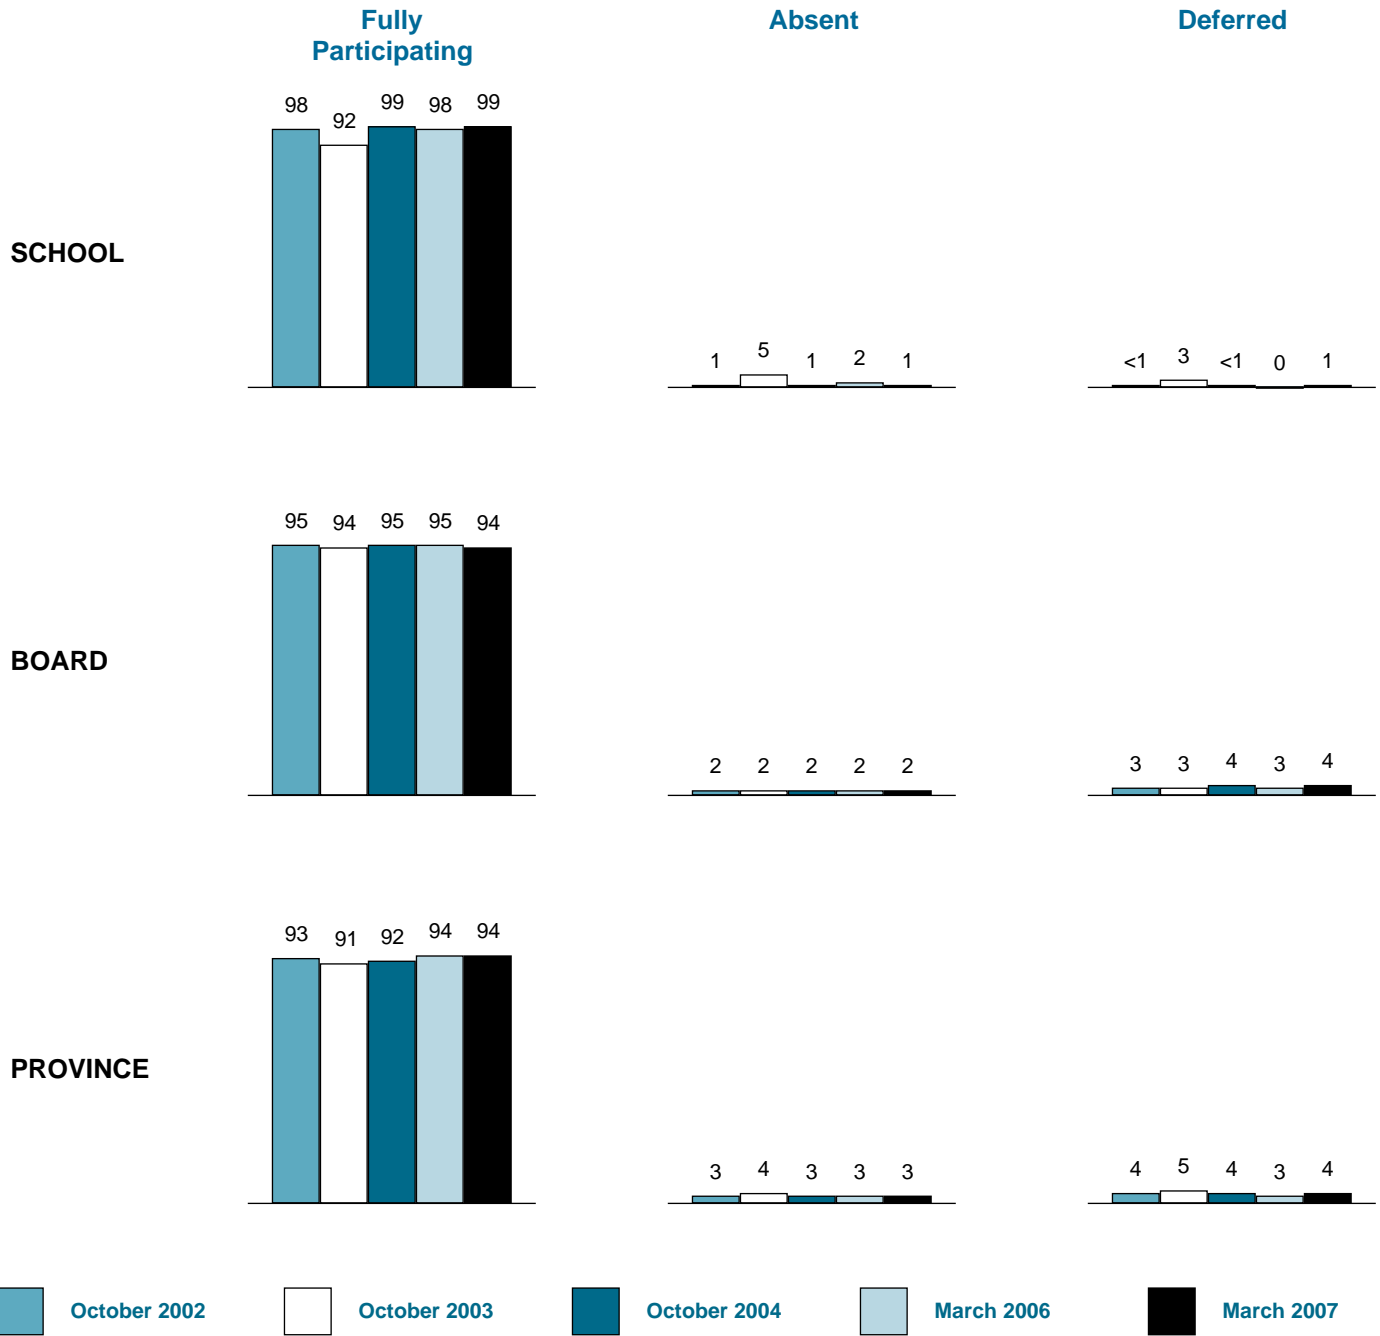 Fully
Participating
Absent
Deferred
98 92 99 98 99
SCHOOL
1 5 1 2 1
<1 3 <1 0 1
95 94 95 95 94
BOARD
2 2 2 2 2
3 3 4 3 4
93 91 92 94 94
PROVINCE
3 4 3 3 3
4 5 4 3 4
October 2002
October 2003
October 2004
March 2006
March 2007